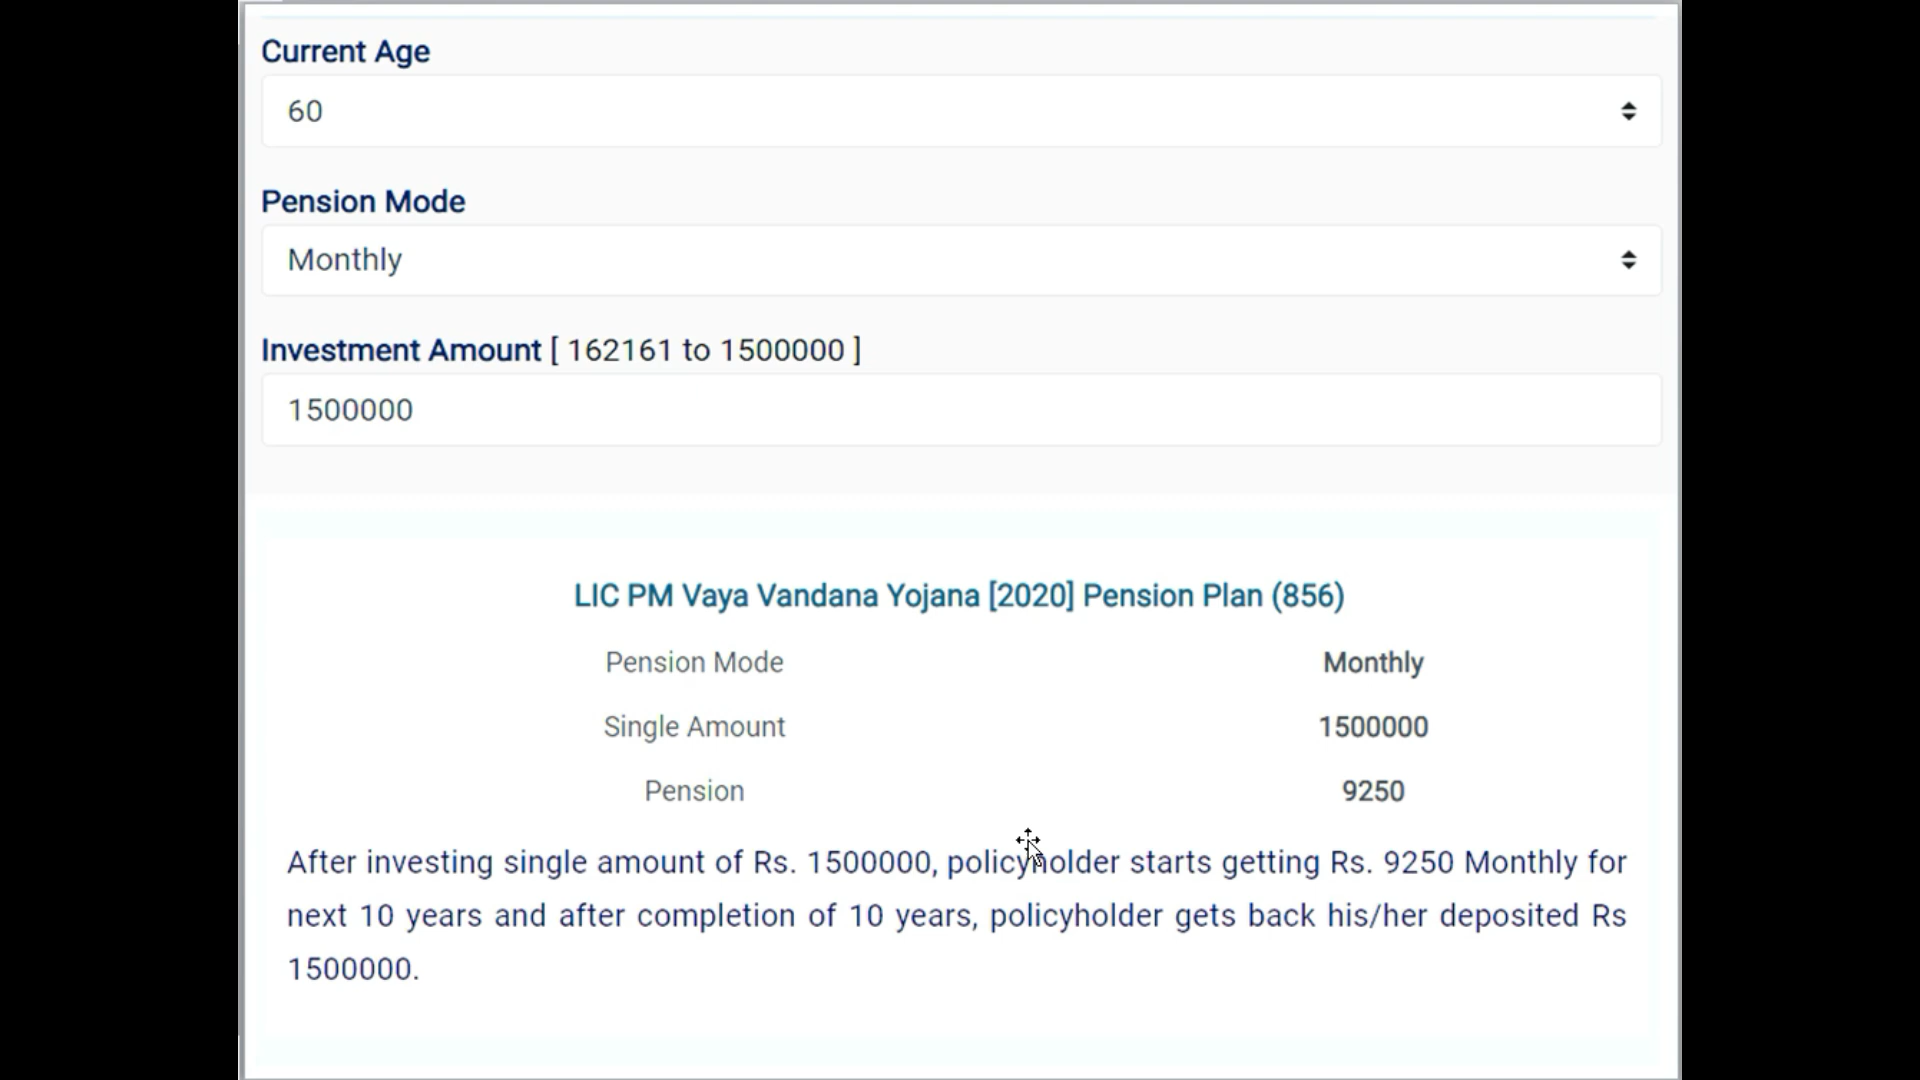 Current Age
60
Pension Mode
Monthly
Investment Amount [ 162161 to 1500000 ]
1500000
LIC PM Vaya Vandana Yojana [2020] Pension Plan (856)
Pension Mode Monthly
Single Amount 1500000
Pension 9250
After investing single amount of Rs. 1500000, policyholder starts getting Rs. 9250 Monthly for
next 10 years and after completion of 10 years, policyholder gets back his/her deposited Rs
1500000.